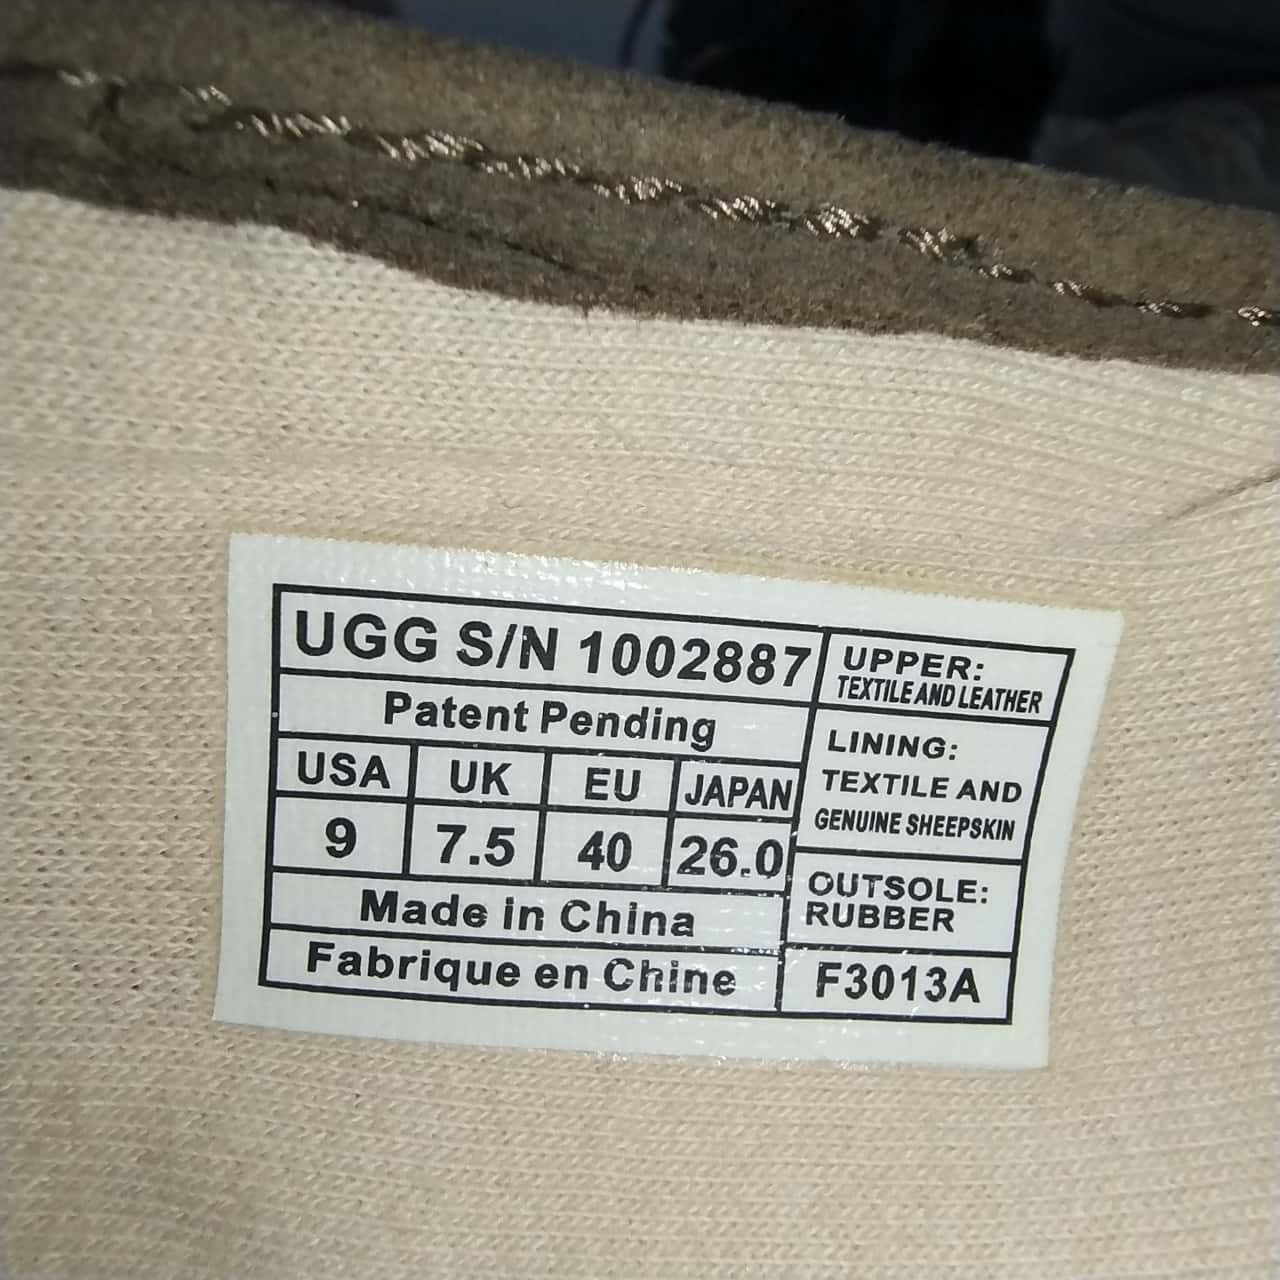 UGG S/N 1002887
Patent Pending
USA UK EU JAPAN
9 7.5 40 26.0
Made in China
Fabrique en Chine
UPPER:
TEXTILE AND LEATHER
LINING:
TEXTILE AND
GENUINE SHEEPSKIN
OUTSOLE:
RUBBER
F3013A